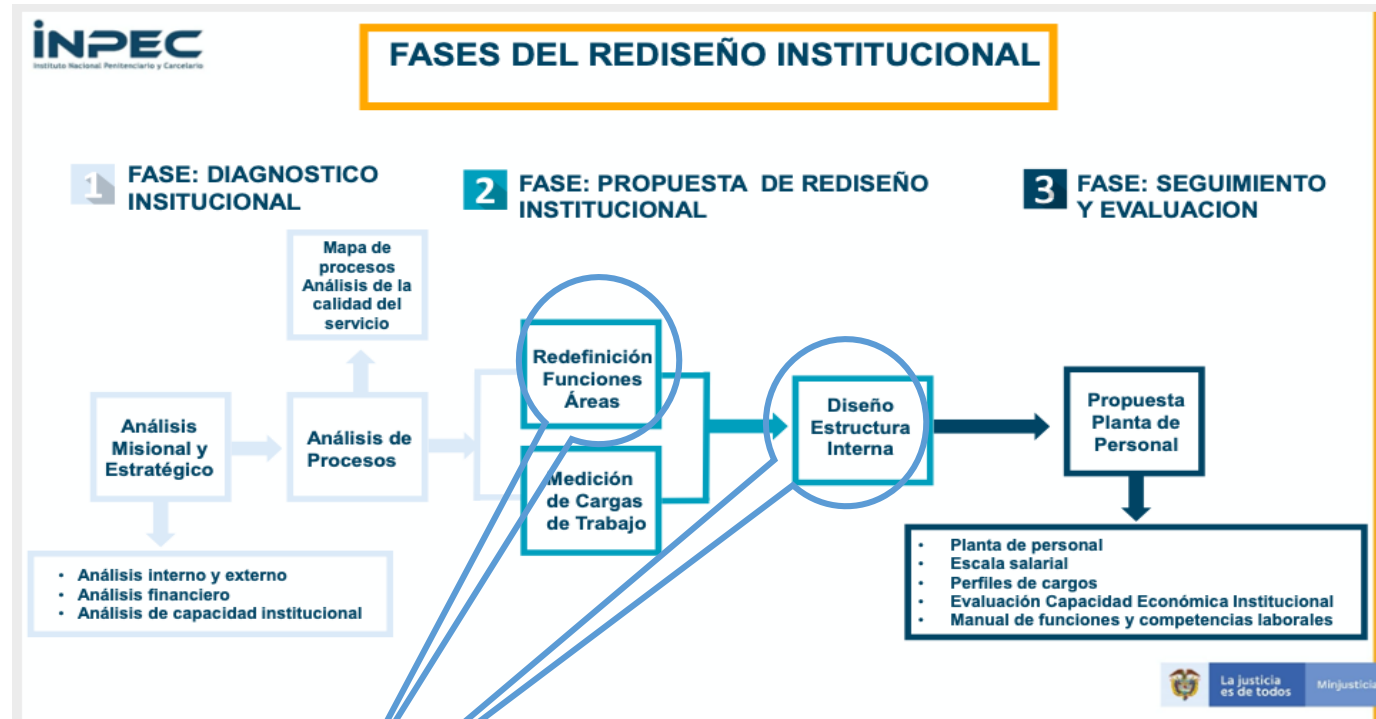 INPEC
Instituto Nacional Penitenciario y Carcelario
FASES DEL REDISEÑO INSTITUCIONAL
1
FASE: DIAGNOSTICO
INSITUCIONAL
2
FASE: PROPUESTA DE REDISEÑO
INSTITUCIONAL
3
FASE: SEGUIMIENTO
Y EVALUACION
Mapa de
procesos
Análisis de la
calidad del
servicio
Análisis
Misional y
Estratégico
Análisis de
Procesos
Redefinición
Funciones
Áreas
Medición
de Cargas
de Trabajo
Diseño
Estructura
Interna
Propuesta
Planta de
Personal
• Análisis interno y externo
• Análisis financiero
• Análisis de capacidad institucional
• Planta de personal
• Escala salarial
• Perfiles de cargos
• Evaluación Capacidad Económica Institucional
• Manual de funciones y competencias laborales
La justicia
es de todos
Minjusticia